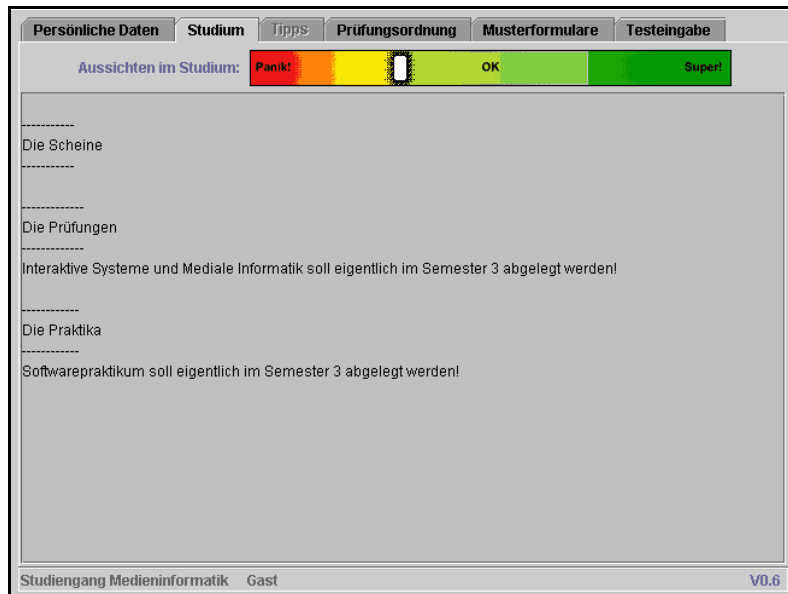 Persönliche Daten Studium Tipps Prüfungsordnung Musterformulare Testeingabe
Aussichten im Studium: Panik! OK Super!
-----------
Die Scheine
-----------
-------------
Die Prüfungen
-------------
Interaktive Systeme und Mediale Informatik soll eigentlich im Semester 3 abgelegt werden!
------------
Die Praktika
------------
Softwarepraktikum soll eigentlich im Semester 3 abgelegt werden!
Studiengang Medieninformatik Gast V0.6